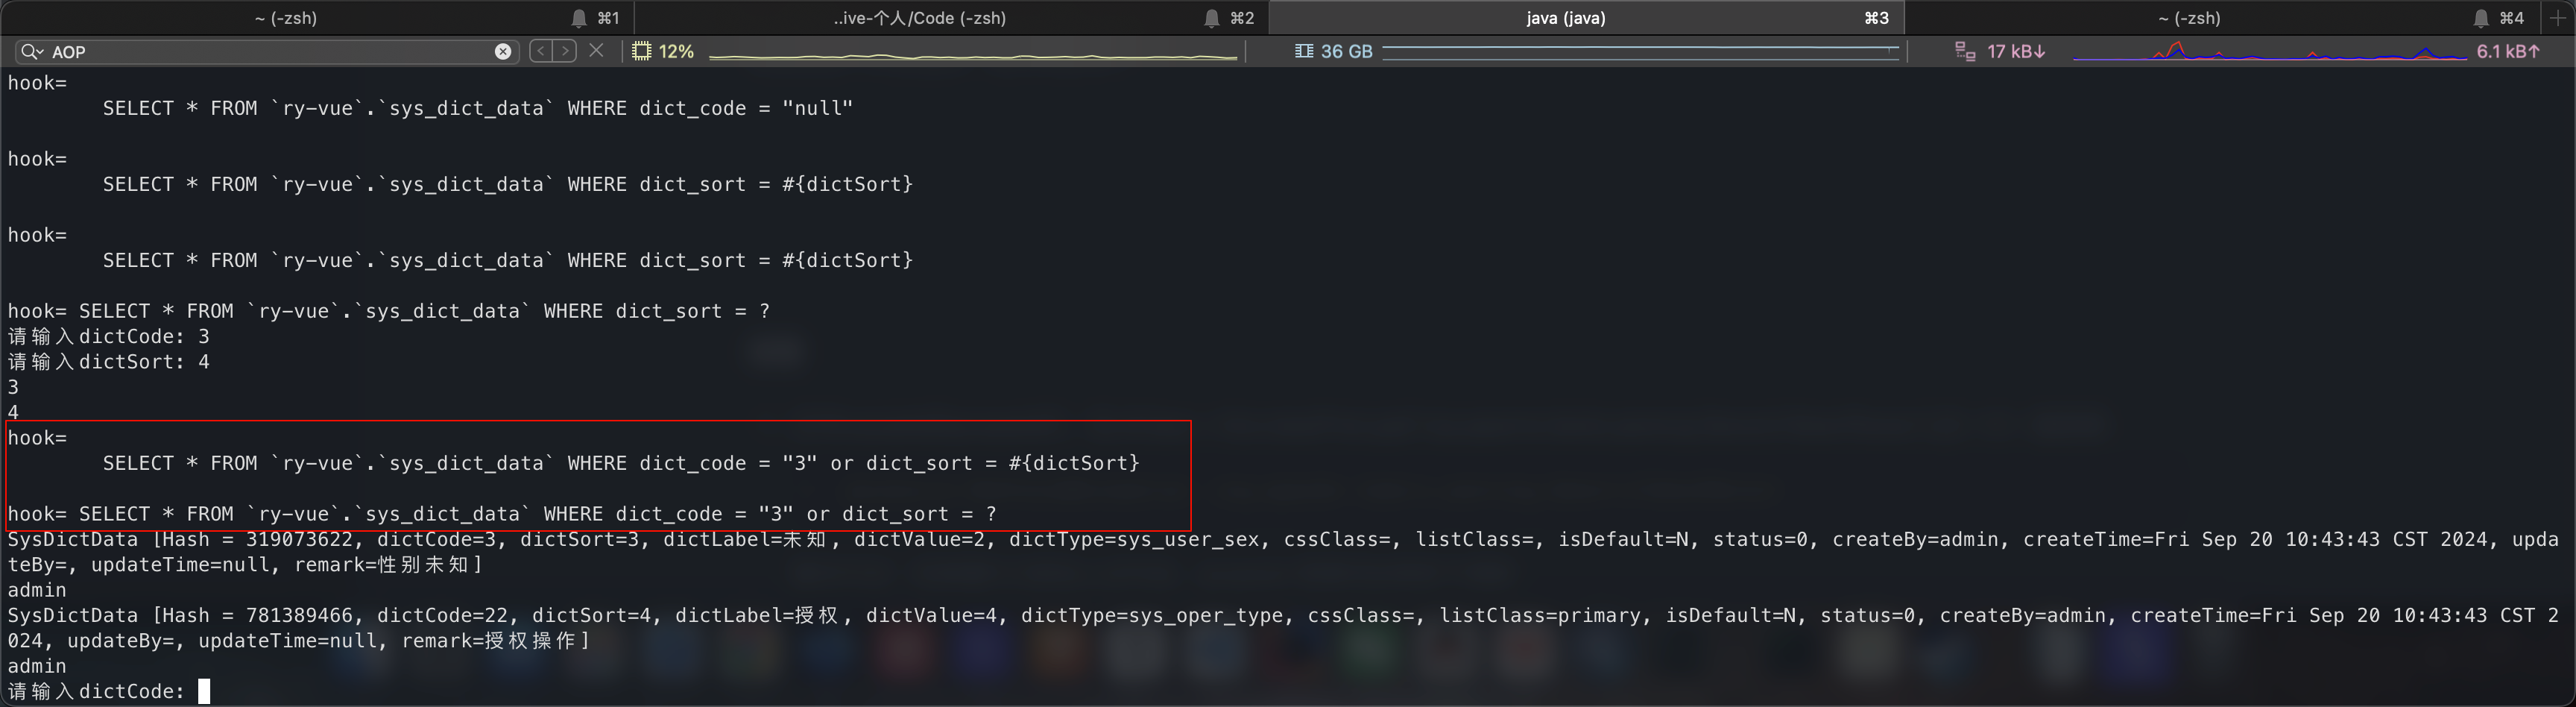 ~ (-zsh) ⌘1 ..ive-个人/Code (-zsh) ⌘2 java (java) ⌘3 ~ (-zsh) ⌘4
AOP 12% 36 GB 17 kB↓ 6.1 kB↑
hook=
SELECT * FROM `ry-vue`.`sys_dict_data` WHERE dict_code = "null"
hook=
SELECT * FROM `ry-vue`.`sys_dict_data` WHERE dict_sort = #{dictSort}
hook=
SELECT * FROM `ry-vue`.`sys_dict_data` WHERE dict_sort = #{dictSort}
hook= SELECT * FROM `ry-vue`.`sys_dict_data` WHERE dict_sort = ?
请输入dictCode: 3
请输入dictSort: 4
3
4
hook=
SELECT * FROM `ry-vue`.`sys_dict_data` WHERE dict_code = "3" or dict_sort = #{dictSort}
hook= SELECT * FROM `ry-vue`.`sys_dict_data` WHERE dict_code = "3" or dict_sort = ?
SysDictData [Hash = 319073622, dictCode=3, dictSort=3, dictLabel=未知, dictValue=2, dictType=sys_user_sex, cssClass=, listClass=, isDefault=N, status=0, createBy=admin, createTime=Fri Sep 20 10:43:43 CST 2024, upda
teBy=, updateTime=null, remark=性别未知]
admin
SysDictData [Hash = 781389466, dictCode=22, dictSort=4, dictLabel=授权, dictValue=4, dictType=sys_oper_type, cssClass=, listClass=primary, isDefault=N, status=0, createBy=admin, createTime=Fri Sep 20 10:43:43 CST 2
024, updateBy=, updateTime=null, remark=授权操作]
admin
请输入dictCode: